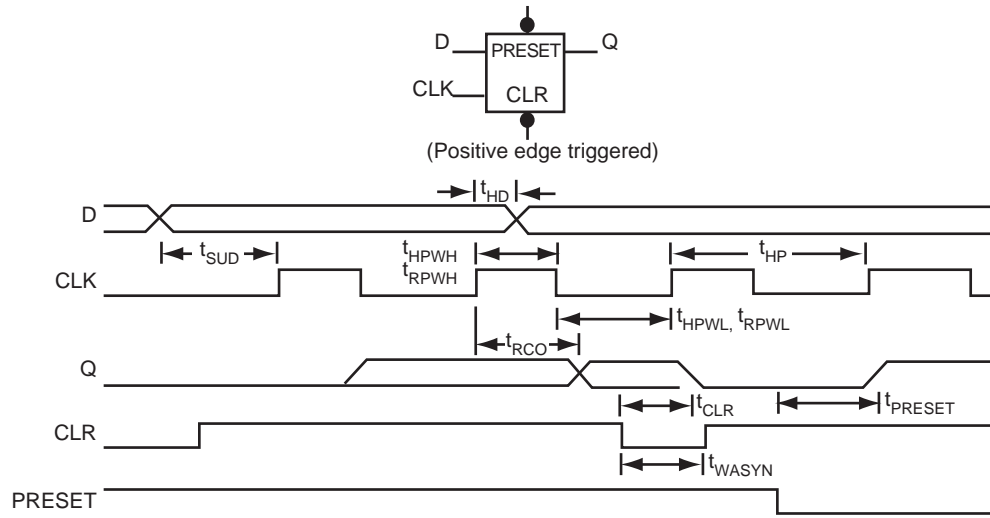 D
PRESET
Q
CLK
CLR
(Positive edge triggered)
tHD
D
tSUD
tHPWH
tRPWH
tHP
CLK
tHPWL, tRPWL
tRCO
Q
tCLR
tPRESET
CLR
tWASYN
PRESET